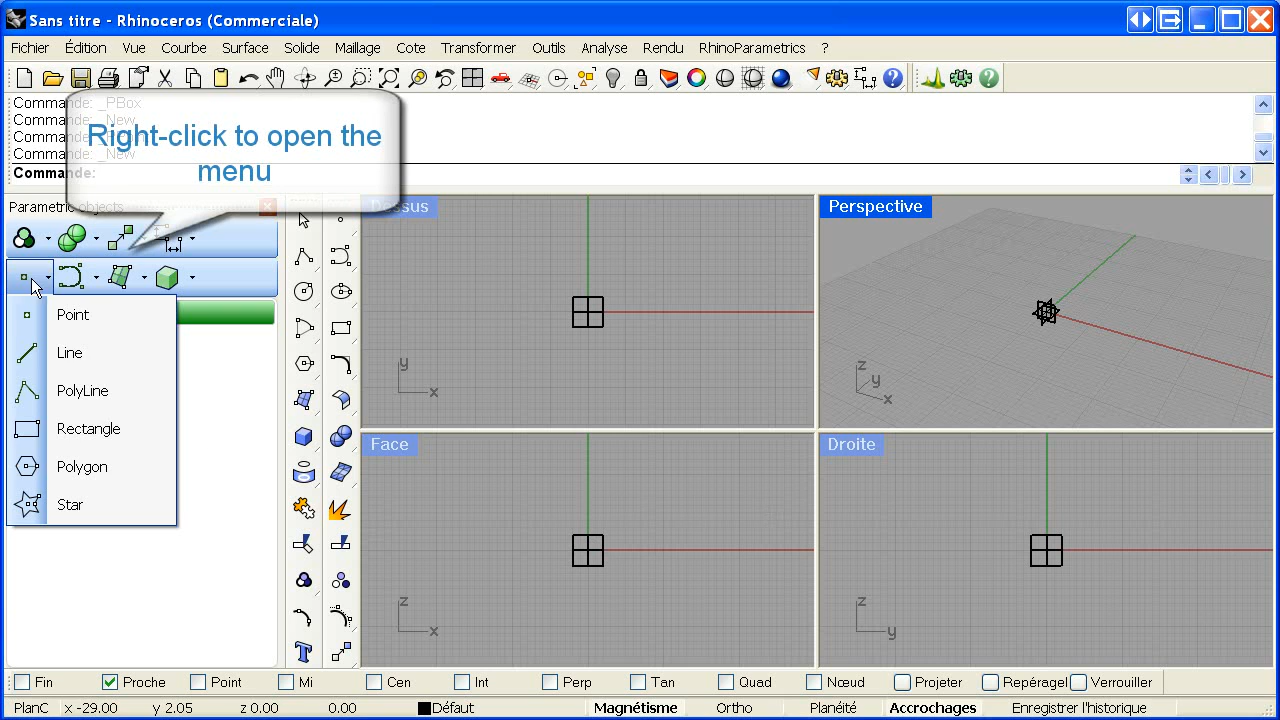 Sans titre - Rhinoceros (Commerciale)
Fichier Édition Vue Courbe Surface Solide Maillage Cote Transformer Outils Analyse Rendu RhinoParametrics ?
Commande: _PBox
Commande: _New
Commande:
Commande: _New
Commande:
Right-click to open the
menu
Parametric objects
Dessus
Perspective
Point
Line
PolyLine
Rectangle
Polygon
Star
y
x
z
y
x
Face
Droite
z
x
z
y
Fin Proche Point Mi Cen Int Perp Tan Quad Nœud Projeter Repéragel Verrouiller
PlanC x -29.00 y 2.05 z 0.00 0.00 Défaut Magnétisme Ortho Planéité Accrochages Enregistrer l'historique